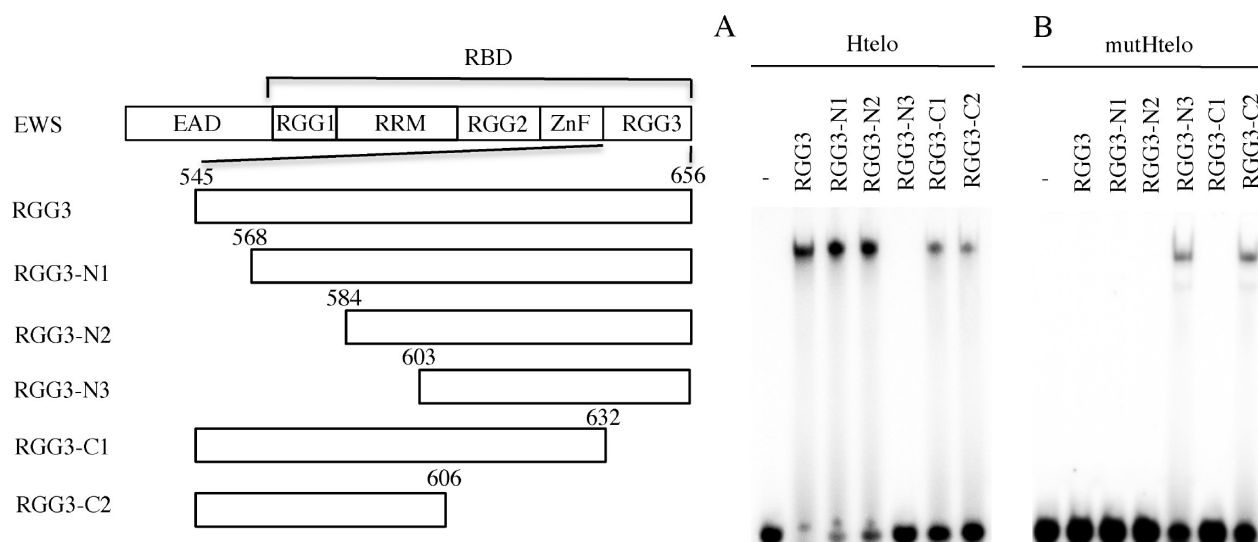 A
B
Htelo
mutHtelo
RBD
EWS
EAD
RGG1
RRM
RGG2
ZnF
RGG3
-
RGG3
RGG3-N1
RGG3-N2
RGG3-N3
RGG3-C1
RGG3-C2
-
RGG3
RGG3-N1
RGG3-N2
RGG3-N3
RGG3-C1
RGG3-C2
545
656
RGG3
568
RGG3-N1
584
RGG3-N2
603
RGG3-N3
632
RGG3-C1
606
RGG3-C2